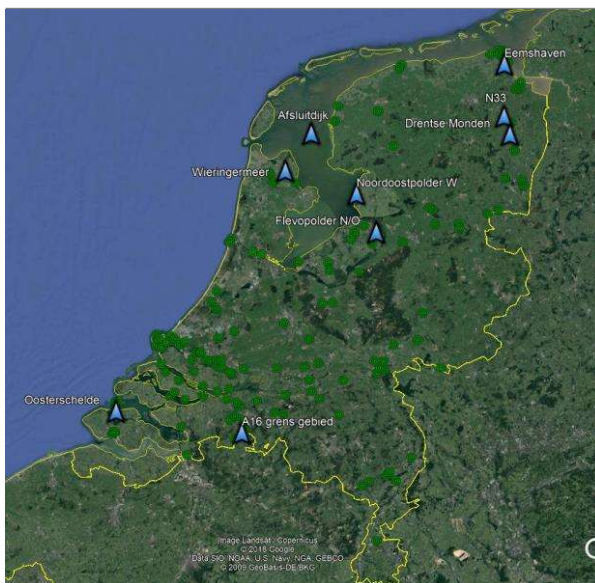 Eemshaven
N33
Afsluitdijk
Drentse Monden
Wieringermeer
Noordoostpolder W
Flevopolder N/O
Oosterschelde
A16 grens gebied
Image Landsat / Copernicus
© 2018 Google
Data SIO, NOAA, U.S. Navy, NGA, GEBCO
© 2009 GeoBasis-DE/BKG